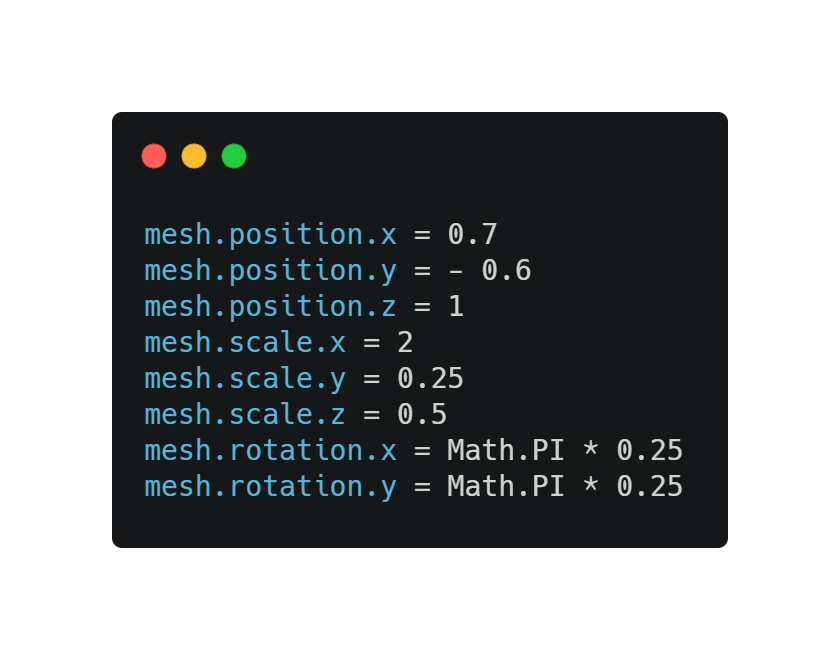 mesh.position.x = 0.7
mesh.position.y = - 0.6
mesh.position.z = 1
mesh.scale.x = 2
mesh.scale.y = 0.25
mesh.scale.z = 0.5
mesh.rotation.x = Math.PI * 0.25
mesh.rotation.y = Math.PI * 0.25